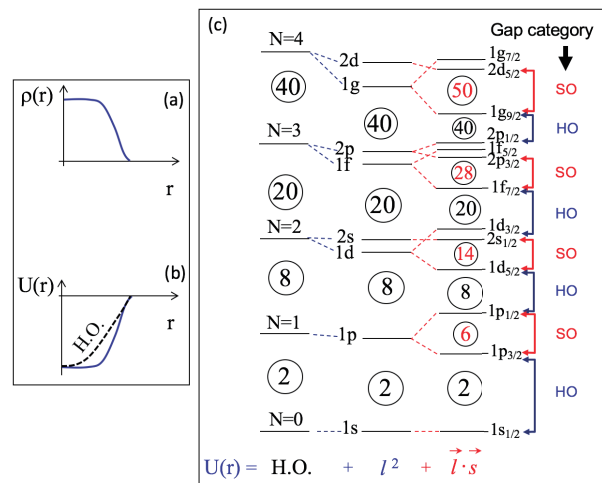 (a)
ρ(r)
r
(b)
U(r)
H.O.
r
(c)
Gap category
N=4
2d
1g
1g7/2
2d5/2
40
50
SO
1g9/2
40
40
HO
2p1/2
N=3
2p
1f
1f5/2
2p3/2
28
SO
1f7/2
20
20
20
HO
1d3/2
N=2
2s
1d
2s1/2
14
SO
1d5/2
8
8
8
HO
1p1/2
N=1
1p
6
SO
1p3/2
2
2
2
HO
N=0
1s
1s1/2
U(r) = H.O. + l² + l · s